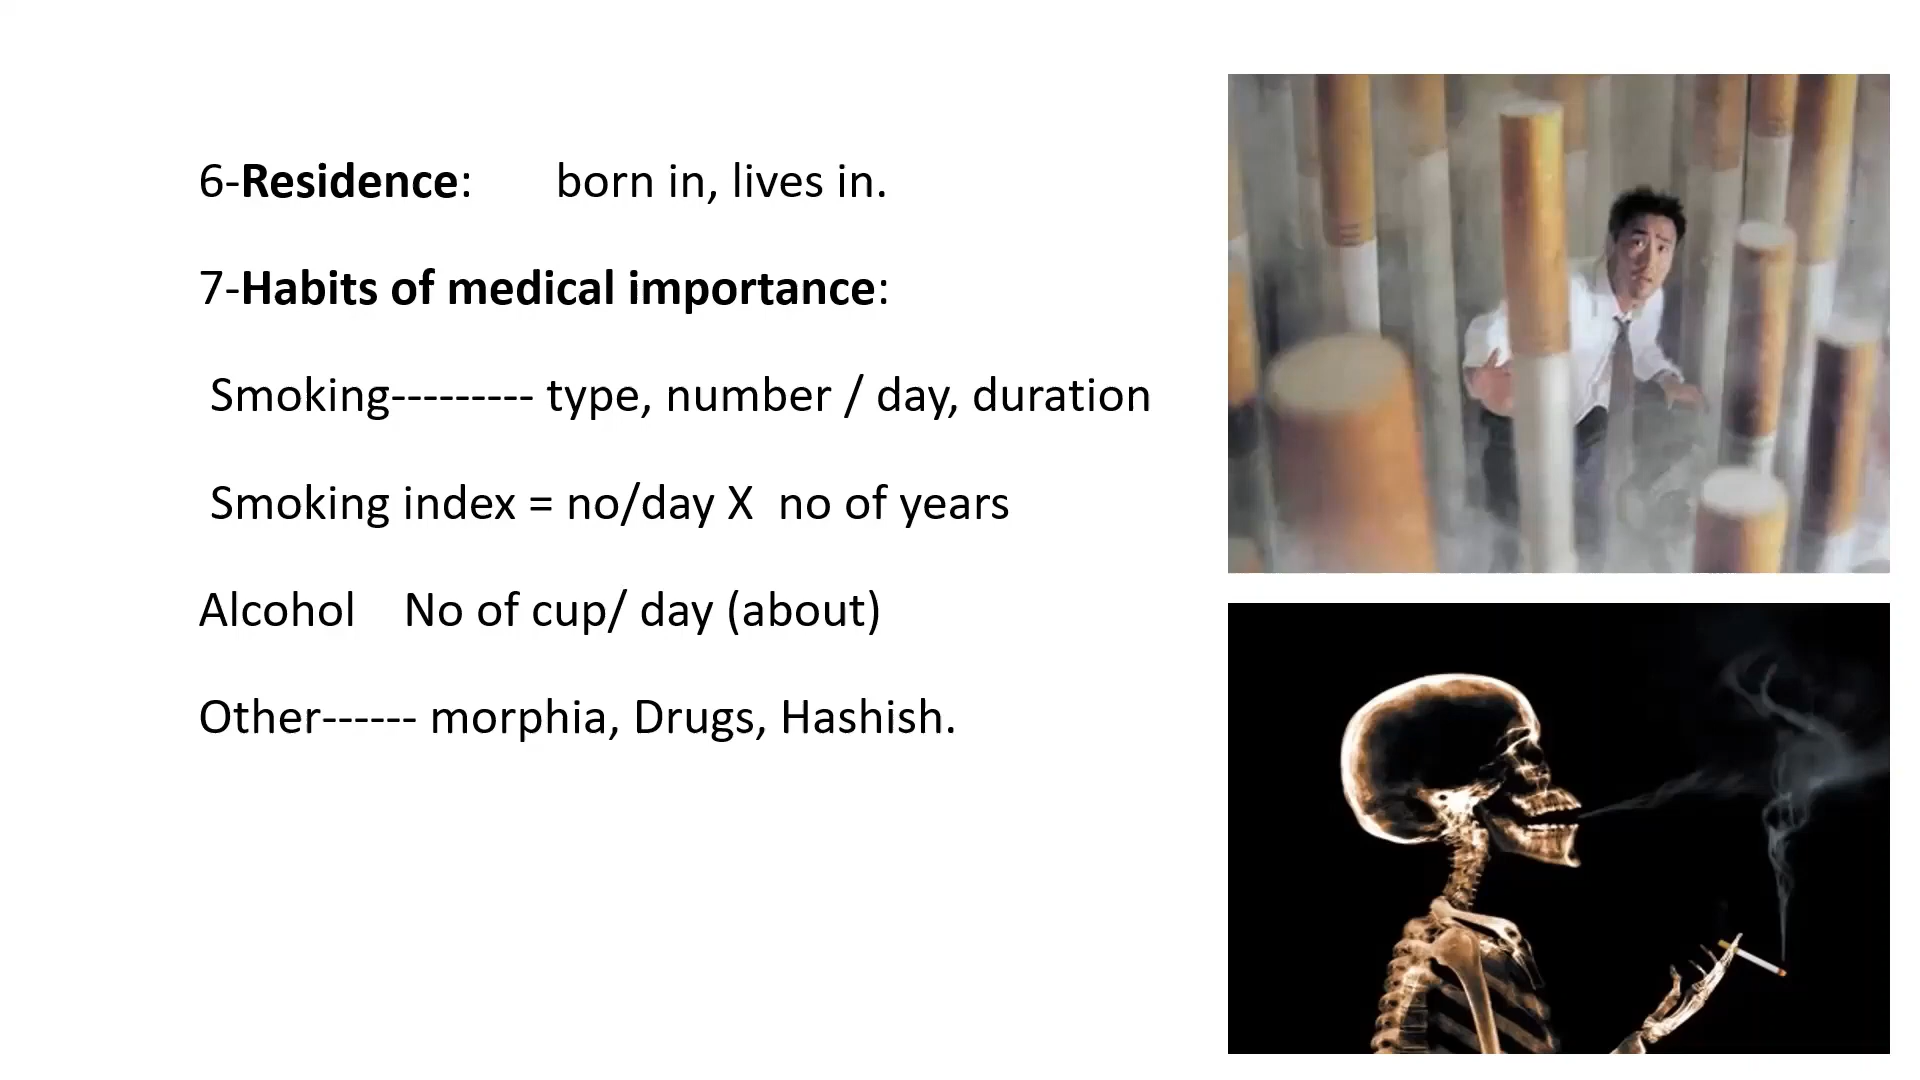 6-Residence: born in, lives in.
7-Habits of medical importance:
Smoking--------- type, number / day, duration
Smoking index = no/day X no of years
Alcohol No of cup/ day (about)
Other------ morphia, Drugs, Hashish.